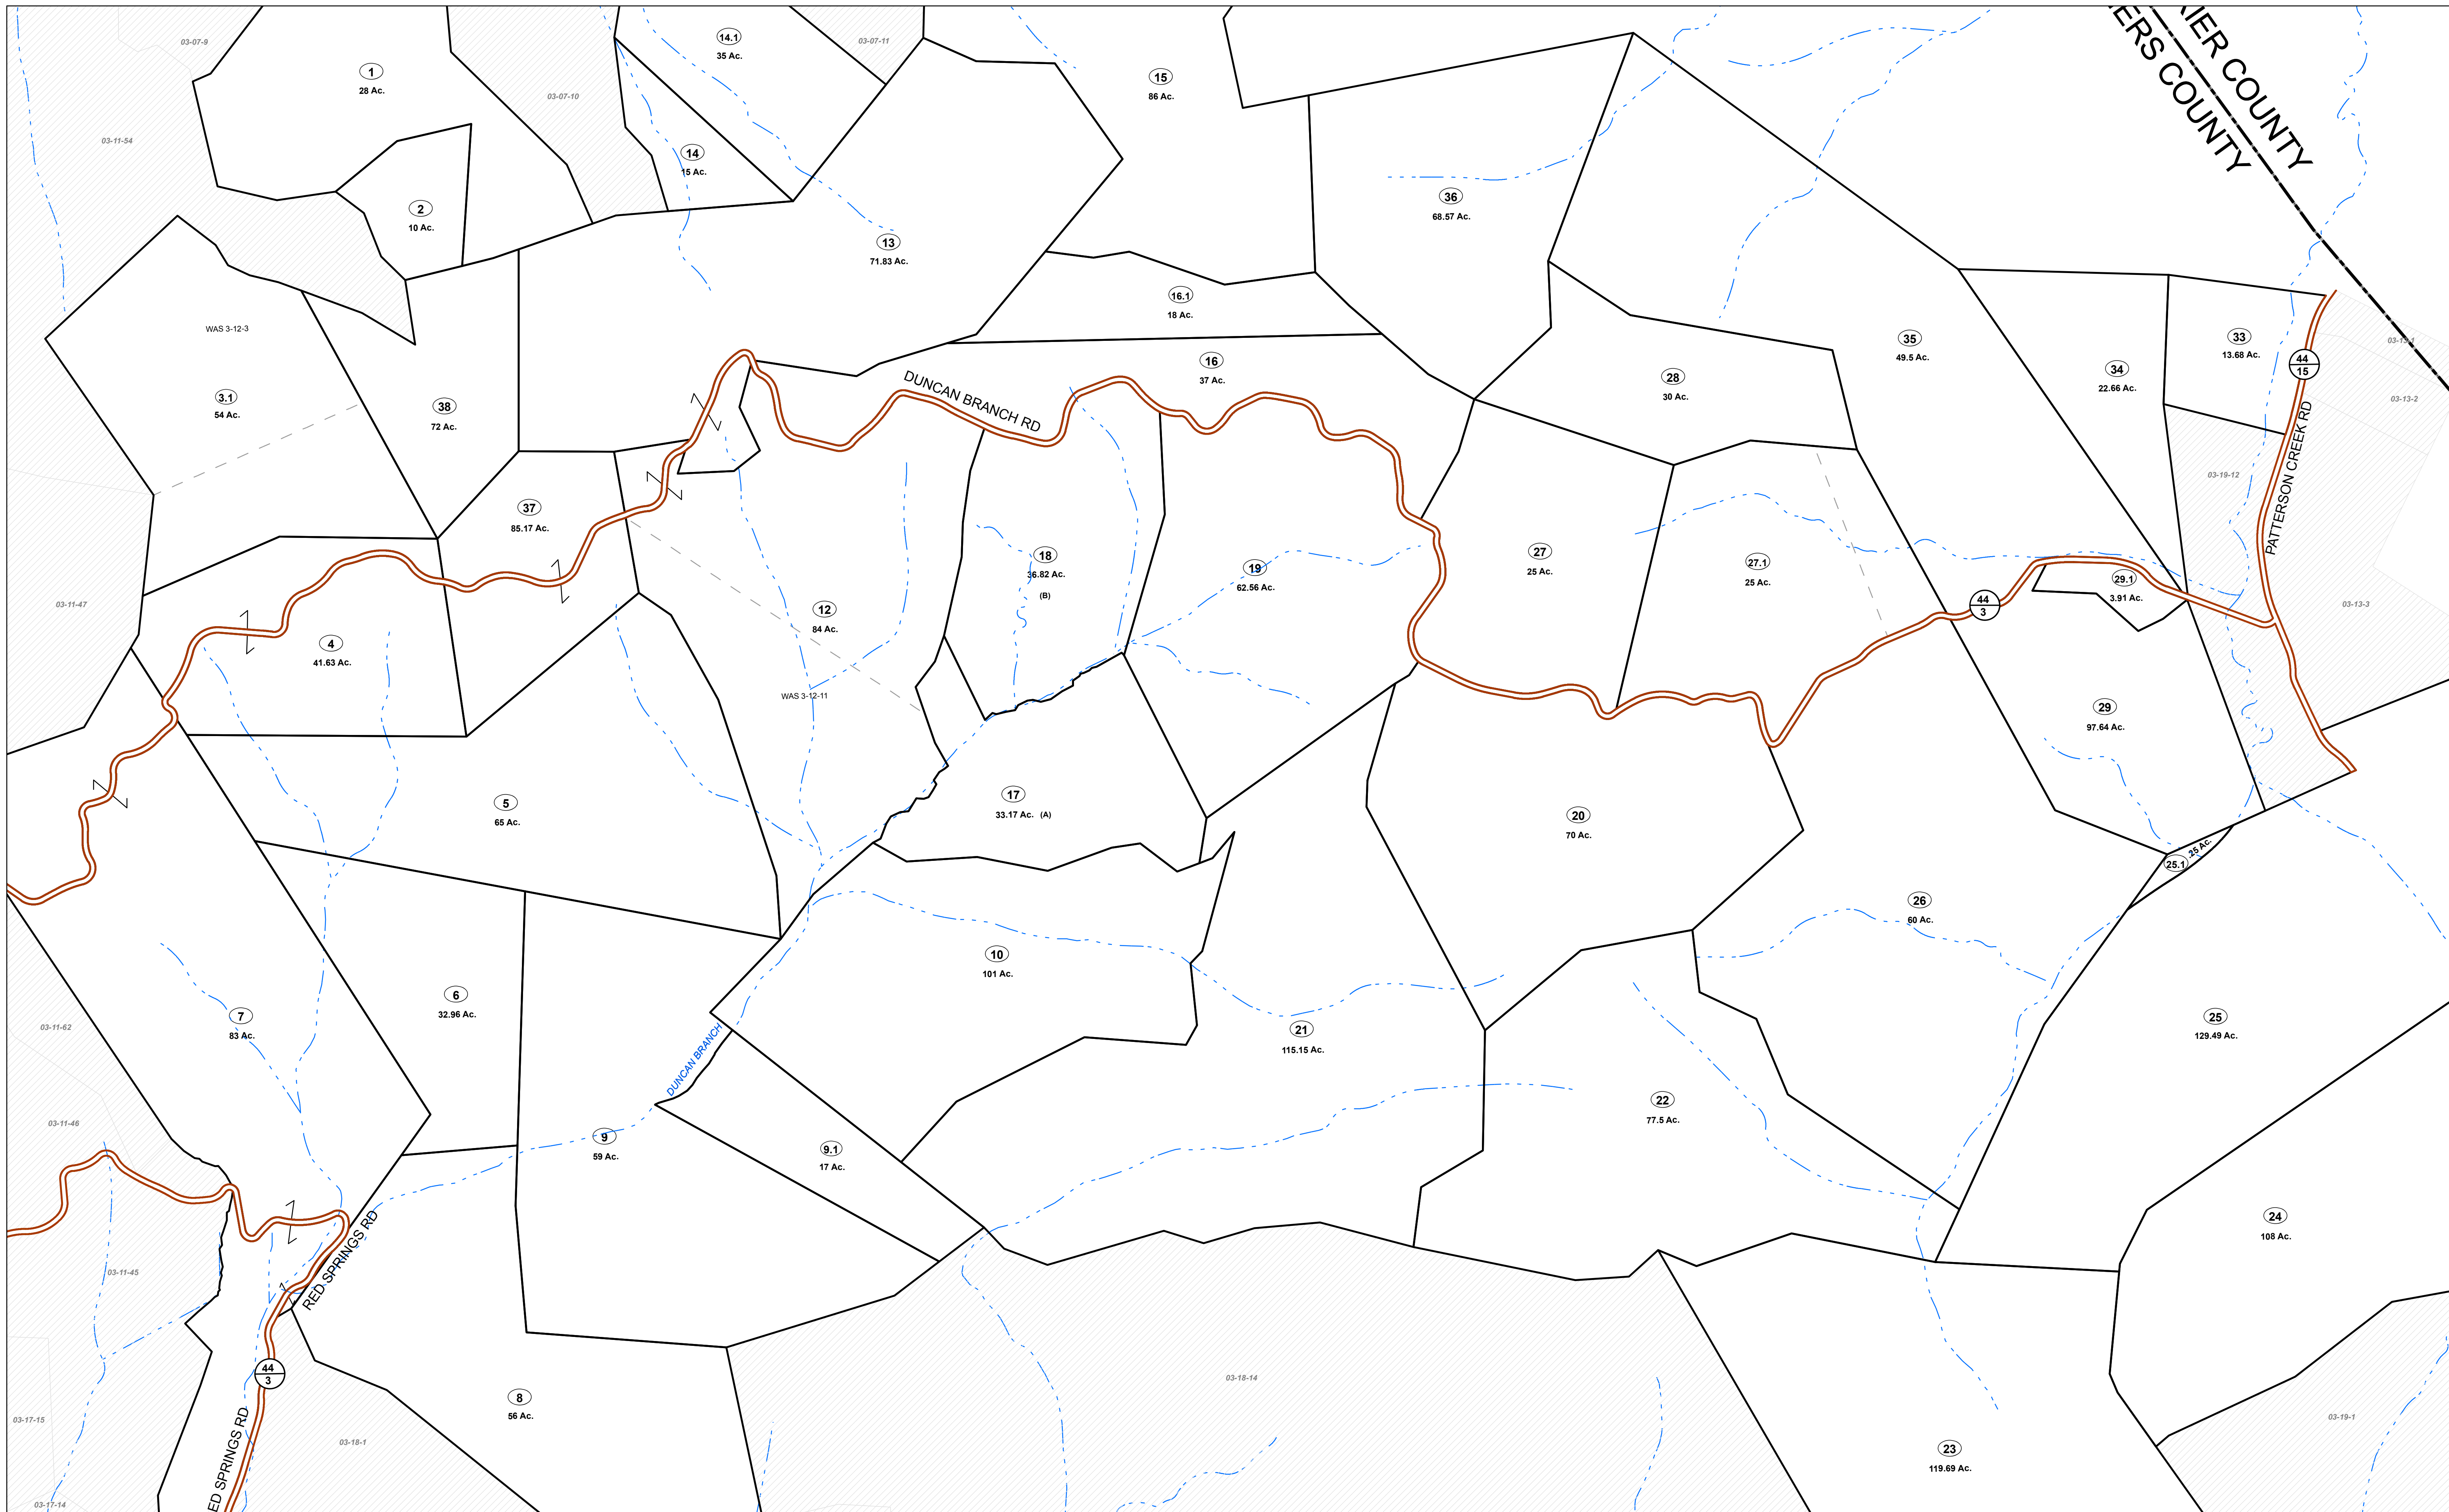 03-07-9
1
28 Ac.
03-07-10
14.1
35 Ac.
03-07-11
15
86 Ac.
RIER COUNTY
ERS COUNTY
03-11-54
14
15 Ac.
2
10 Ac.
36
68.57 Ac.
13
71.83 Ac.
16.1
18 Ac.
WAS 3-12-3
3.1
54 Ac.
38
72 Ac.
DUNCAN BRANCH RD
16
37 Ac.
28
30 Ac.
35
49.5 Ac.
34
22.66 Ac.
33
13.68 Ac.
44
15
03-13-1
03-13-2
PATTERSON CREEK RD
03-19-12
37
85.17 Ac.
18
36.82 Ac.
(B)
19
62.56 Ac.
27
25 Ac.
27.1
25 Ac.
44
3
29.1
3.91 Ac.
03-13-3
03-11-47
12
84 Ac.
4
41.63 Ac.
WAS 3-12-11
29
97.64 Ac.
5
65 Ac.
17
33.17 Ac. (A)
20
70 Ac.
25.1
.25 Ac.
26
60 Ac.
10
101 Ac.
6
32.96 Ac.
7
83 Ac.
03-11-62
DUNCAN BRANCH
21
115.15 Ac.
25
129.49 Ac.
22
77.5 Ac.
03-11-46
9
59 Ac.
9.1
17 Ac.
24
108 Ac.
RED SPRINGS RD
03-11-45
44
3
8
56 Ac.
03-18-14
03-17-15
03-18-1
ED SPRINGS RD
03-19-1
23
119.69 Ac.
03-17-14